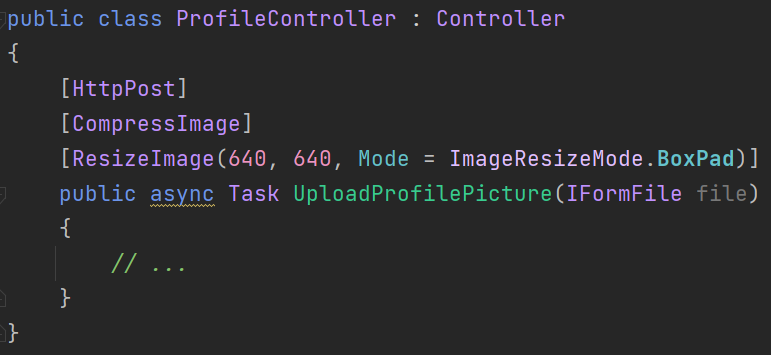 public class ProfileController : Controller
{
    [HttpPost]
    [CompressImage]
    [ResizeImage(640, 640, Mode = ImageResizeMode.BoxPad)]
    public async Task UploadProfilePicture(IFormFile file)
    {
        // ...
    }
}